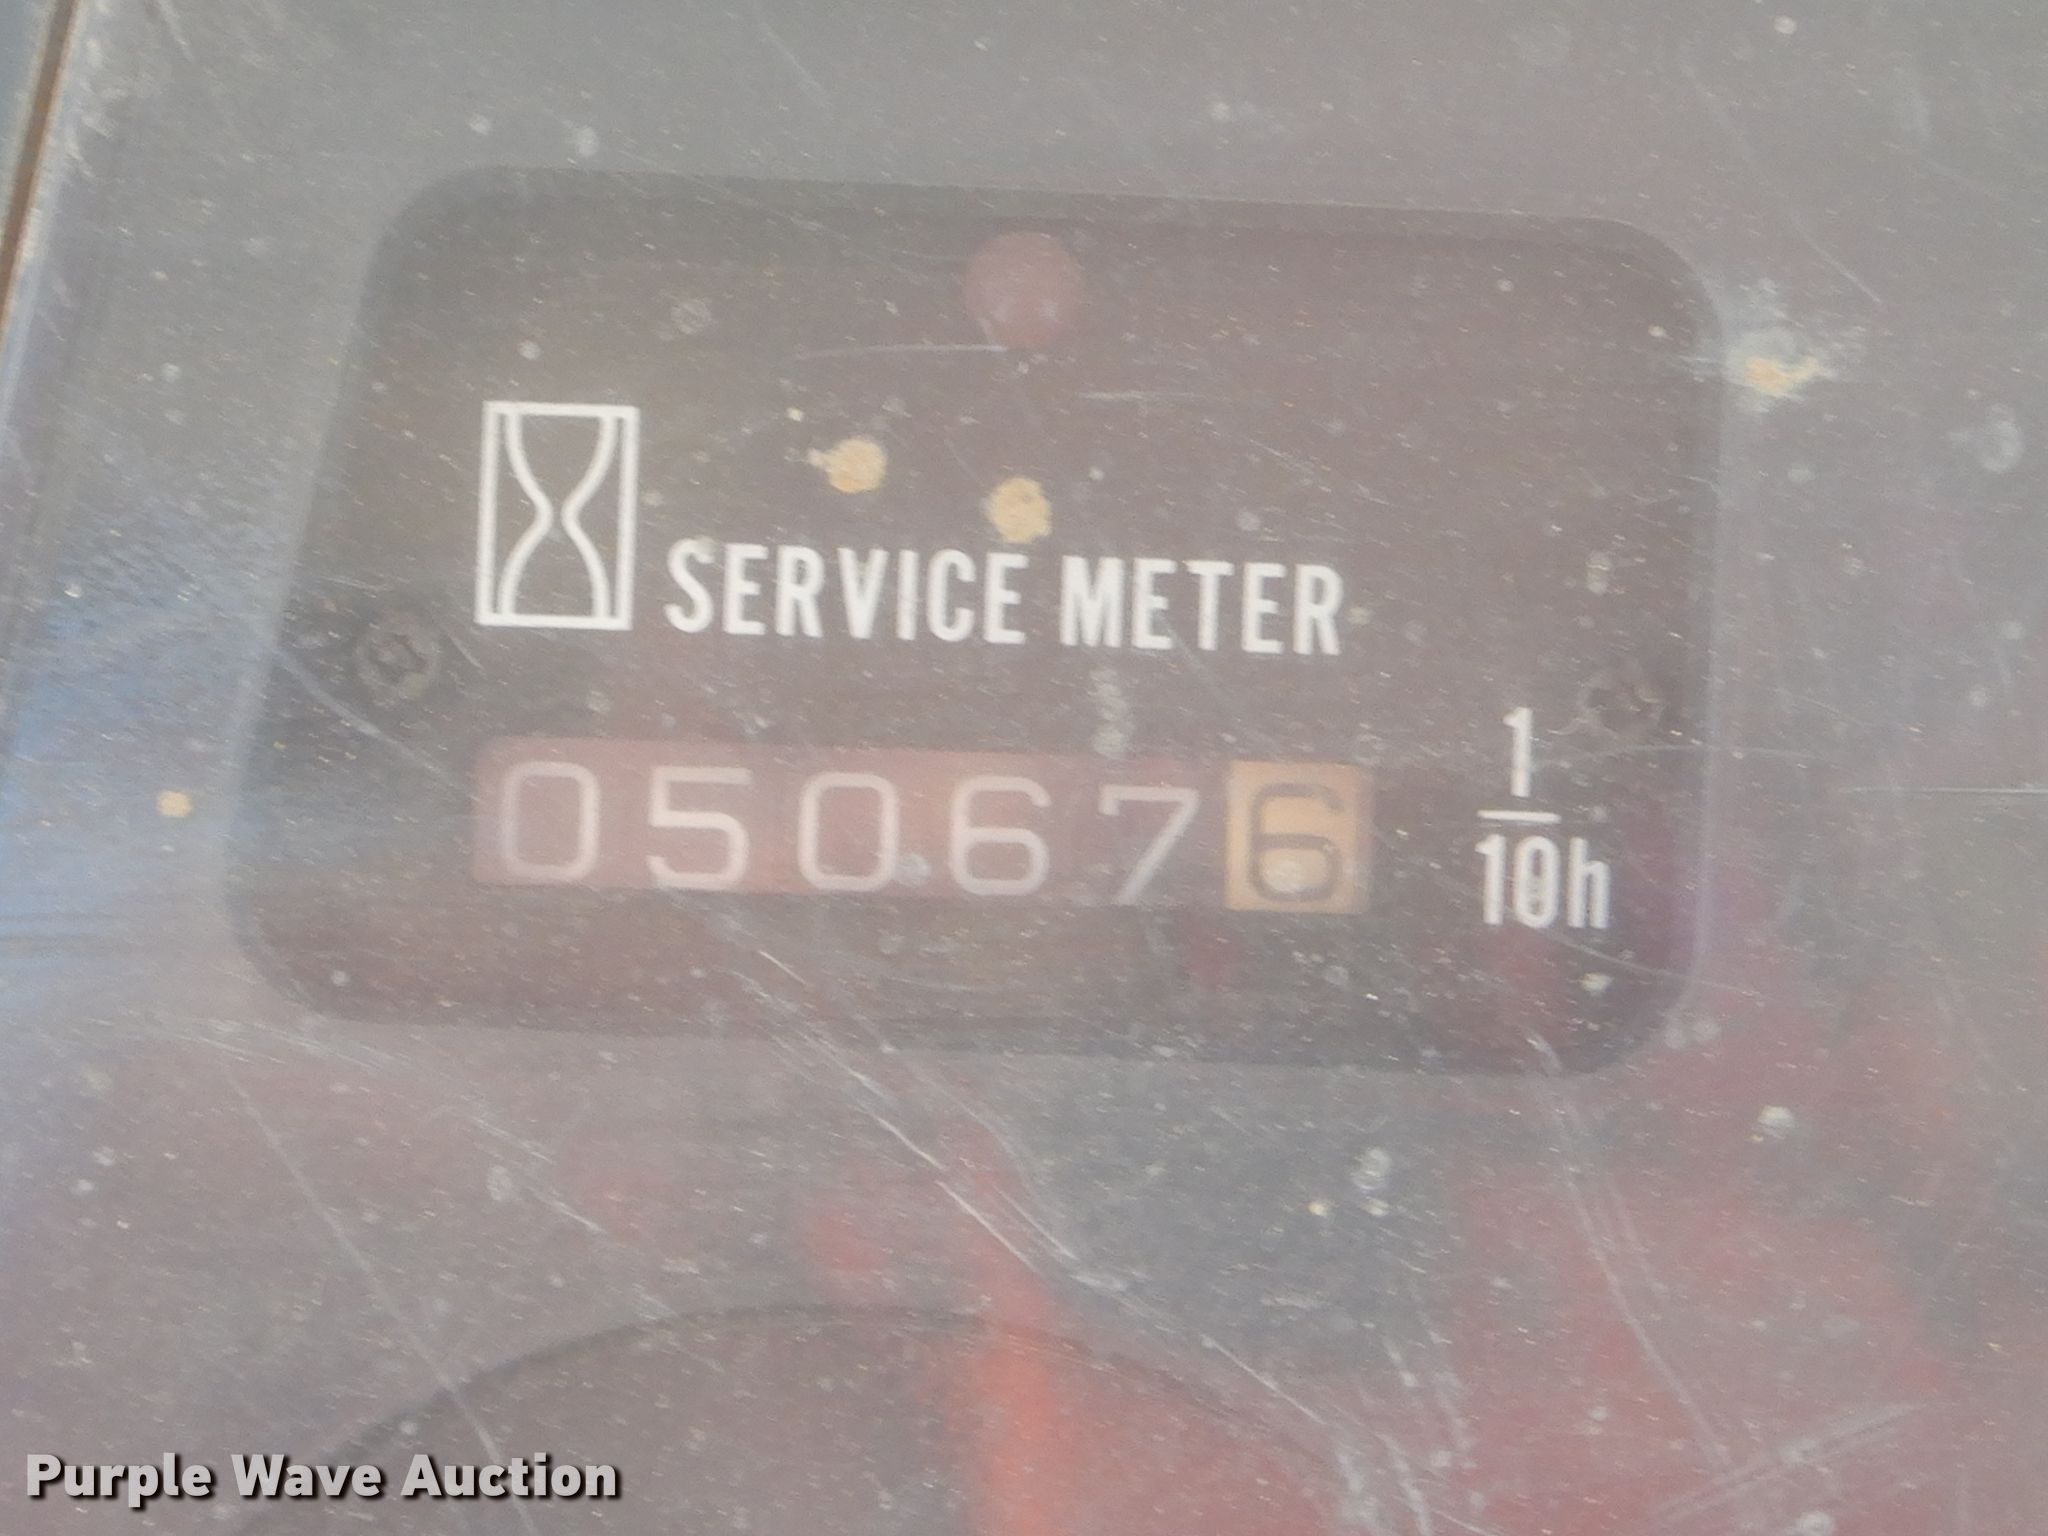 SERVICE METER
050676
1
10h
Purple Wave Auction